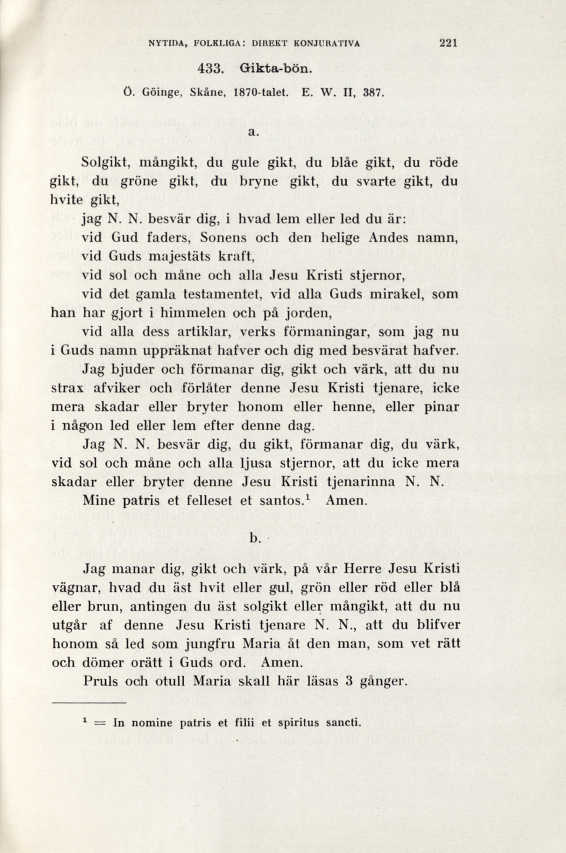 NYTIDA, FOLKLIGA: DIREKT KONJURATIVA 221
433. Gikta-bön.
Ö. Göinge, Skåne, 1870-talet. E. W. II, 387.
a.
Solgikt, mångikt, du gule gikt, du blåe gikt, du röde
gikt, du gröne gikt, du bryne gikt, du svarte gikt, du
hvite gikt,
jag N. N. besvär dig, i hvad lem eller led du är:
vid Gud faders, Sonens och den helige Andes namn,
vid Guds majestäts kraft,
vid sol och måne och alla Jesu Kristi stjernor,
vid det gamla testamentet, vid alla Guds mirakel, som
han har gjort i himmelen och på jorden,
vid alla dess artiklar, verks förmaningar, som jag nu
i Guds namn uppräknat hafver och dig med besvärat hafver.
Jag bjuder och förmanar dig, gikt och värk, att du nu
strax afviker och förlåter denne Jesu Kristi tjenare, icke
mera skadar eller bryter honom eller henne, eller pinar
i någon led eller lem efter denne dag.
Jag N. N. besvär dig, du gikt, förmanar dig, du värk,
vid sol och måne och alla ljusa stjernor, att du icke mera
skadar eller bryter denne Jesu Kristi tjenarinna N. N.
Mine patris et felleset et santos.¹ Amen.
b.
Jag manar dig, gikt och värk, på vår Herre Jesu Kristi
vägnar, hvad du äst hvit eller gul, grön eller röd eller blå
eller brun, antingen du äst solgikt eller mångikt, att du nu
utgår af denne Jesu Kristi tjenare N. N., att du blifver
honom så led som jungfru Maria åt den man, som vet rätt
och dömer orätt i Guds ord. Amen.
Pruls och otull Maria skall här läsas 3 gånger.
¹ = In nomine patris et filii et spiritus sancti.